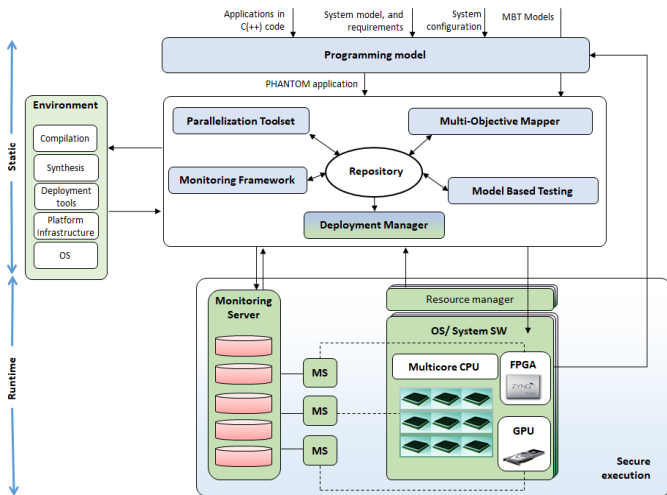 Applications in
C(++) code
System model, and
requirements
System
configuration
MBT Models
Programming model
PHANTOM application
Environment
Compilation
Synthesis
Deployment
tools
Platform
Infrastructure
OS
Parallelization Toolset
Multi-Objective Mapper
Repository
Monitoring Framework
Model Based Testing
Deployment Manager
Static
Runtime
Monitoring
Server
Resource manager
OS/ System SW
Multicore CPU
FPGA
ZYNQ
GPU
MS
MS
MS
Secure
execution